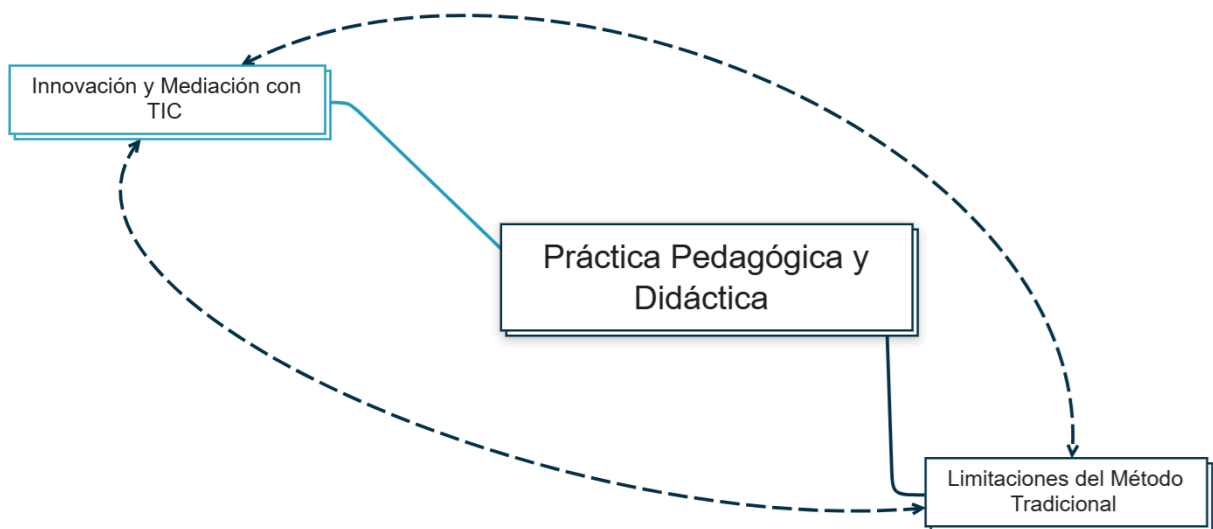 Innovación y Mediación con
TIC
Práctica Pedagógica y
Didáctica
Limitaciones del Método
Tradicional